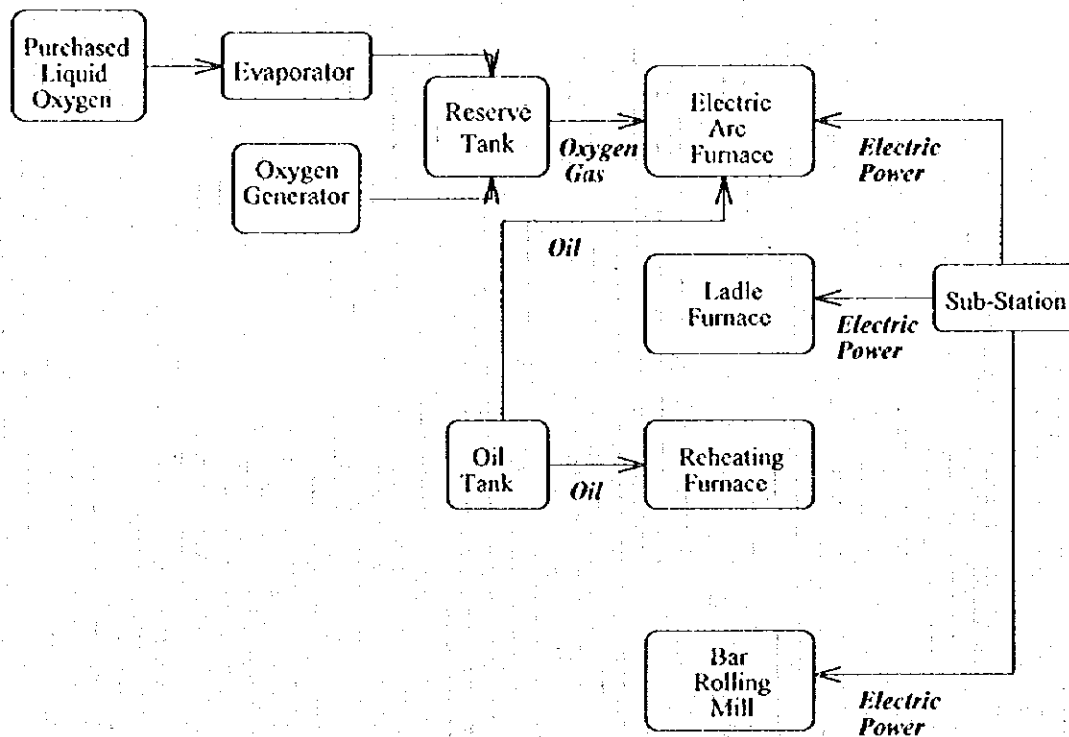 Purchased
Liquid
Oxygen
Evaporator
Reserve
Tank
Oxygen
Generator
Oxygen
Gas
Electric
Arc
Furnace
Electric
Power
Oil
Ladle
Furnace
Electric
Power
Sub-Station
Oil
Tank
Oil
Reheating
Furnace
Bar
Rolling
Mill
Electric
Power